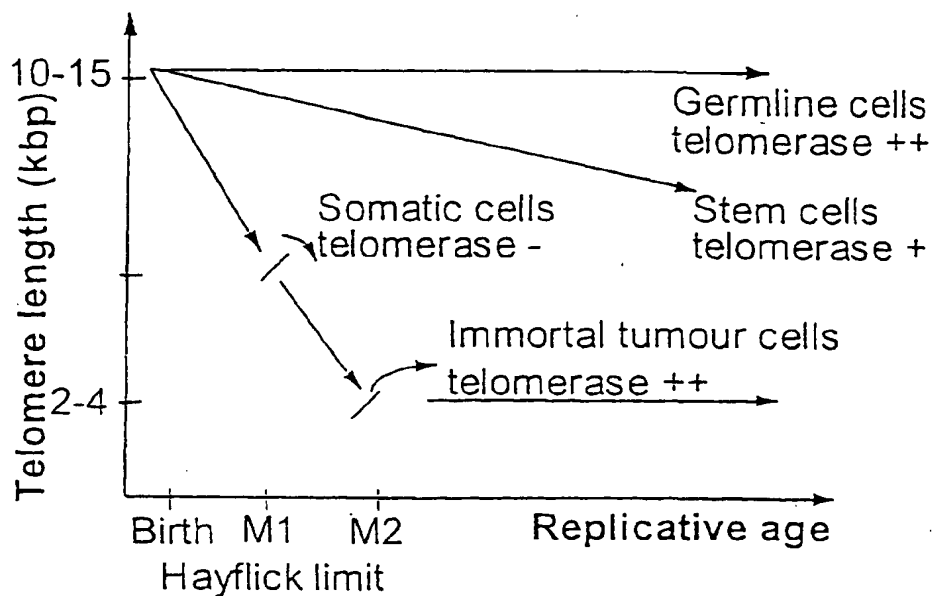 Telomere length (kbp)
10-15
2-4
Germline cells
telomerase ++
Stem cells
telomerase +
Somatic cells
telomerase -
Immortal tumour cells
telomerase ++
Birth M1 M2 Replicative age
Hayflick limit